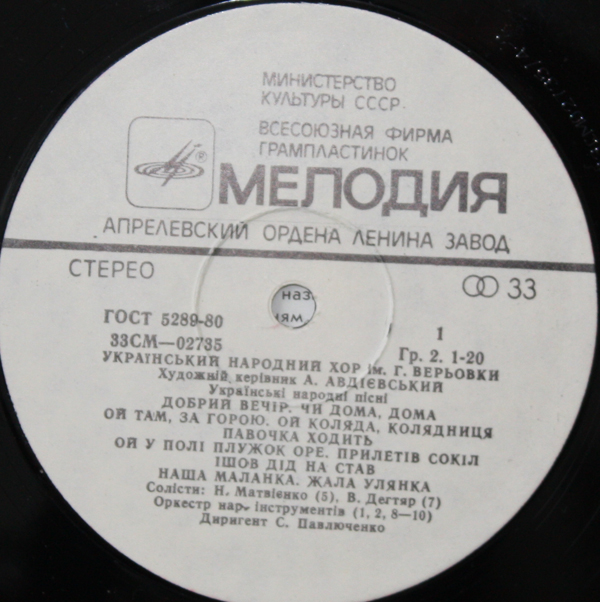 МИНИСТЕРСТВО
КУЛЬТУРЫ СССР
ВСЕСОЮЗНАЯ ФИРМА
ГРАМПЛАСТИНОК
®
МЕЛОДИЯ
АПРЕЛЕВСКИЙ ОРДЕНА ЛЕНИНА ЗАВОД
СТЕРЕО
33
наз.
ГОСТ 5289-80
1
33СМ—02735
Гр. 2. 1-20
УКРАЇНСЬКИЙ НАРОДНИЙ ХОР ім. Г. ВЕРЬОВКИ
Художній керівник А. АВДІЄВСЬКИЙ
Українські народні пісні
ДОБРИЙ ВЕЧІР. ЧИ ДОМА, ДОМА
ОЙ ТАМ, ЗА ГОРОЮ. ОЙ КОЛЯДА, КОЛЯДНИЦЯ
ПАВОЧКА ХОДИТЬ
ОЙ У ПОЛІ ПЛУЖОК ОРЕ. ПРИЛЕТІВ СОКІЛ
ІШОВ ДІД НА СТАВ
НАША МАЛАНКА. ЖАЛА УЛЯНКА
Солісти: Н. Матвієнко (5), В. Дегтяр (7)
Оркестр нар. інструментів (1, 2, 8—10)
Диригент С. Павлюченко